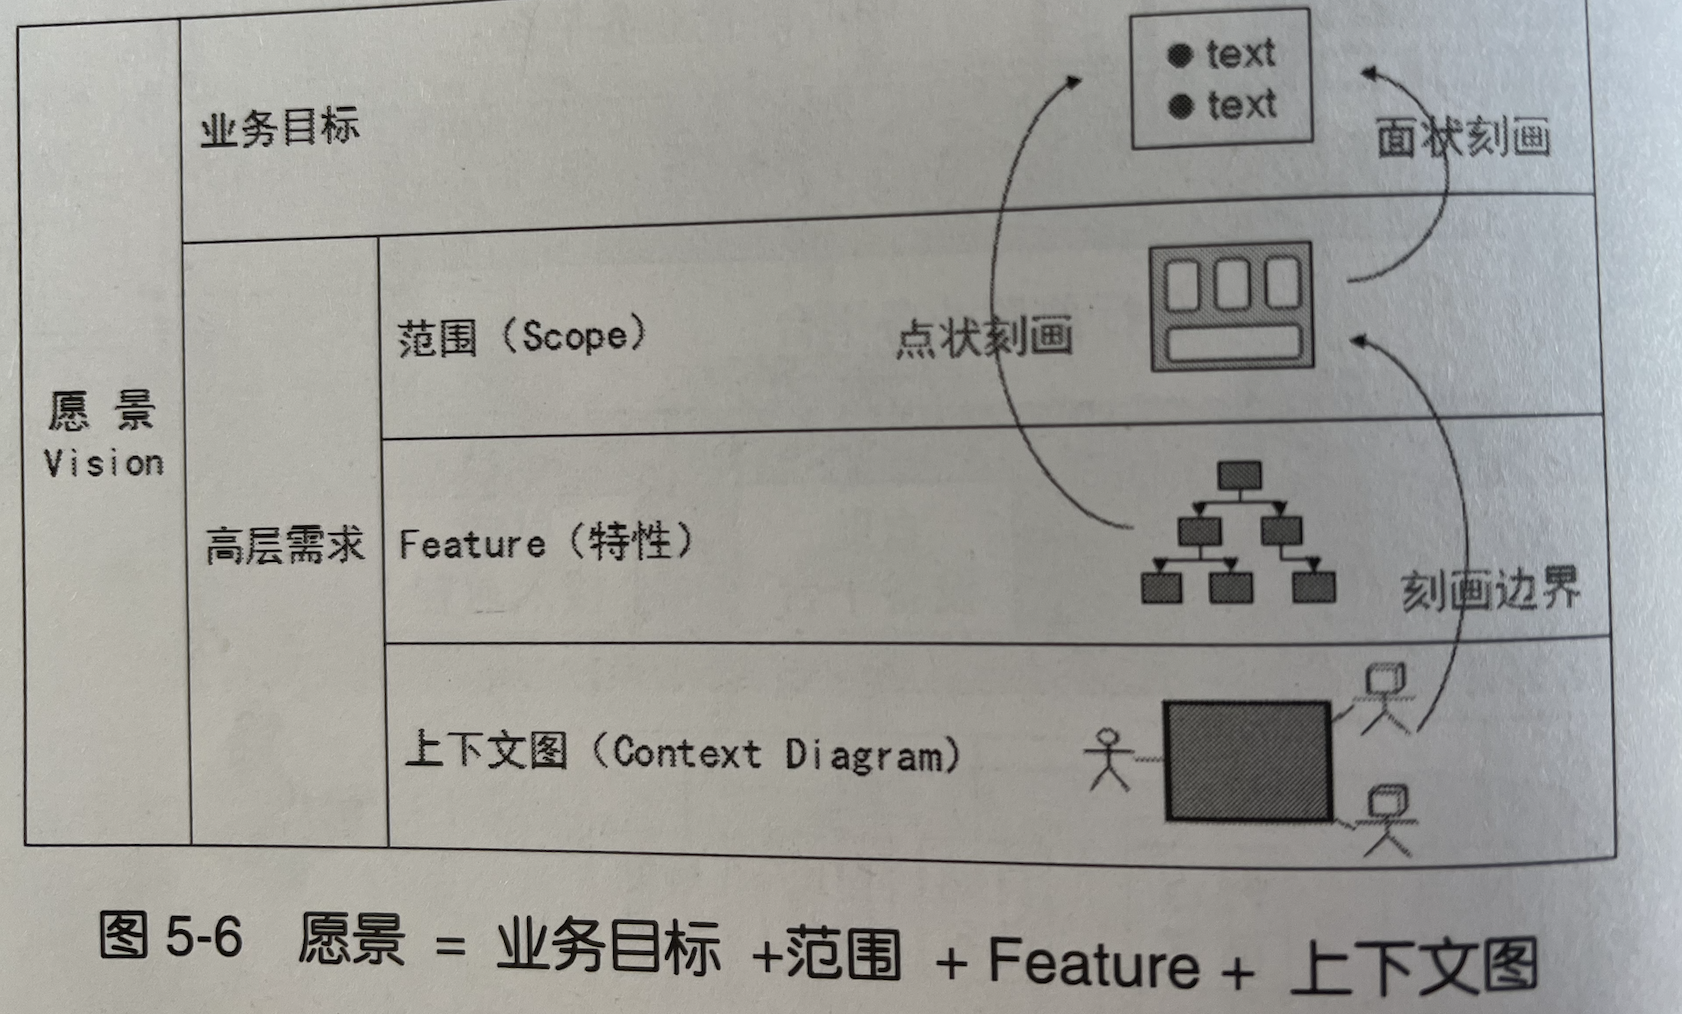 业务目标
● text
● text
面状刻画
范围（Scope）
点状刻画
愿 景
Vision
高层需求
Feature（特性）
刻画边界
上下文图（Context Diagram）
图 5-6 愿景 = 业务目标 +范围 + Feature + 上下文图